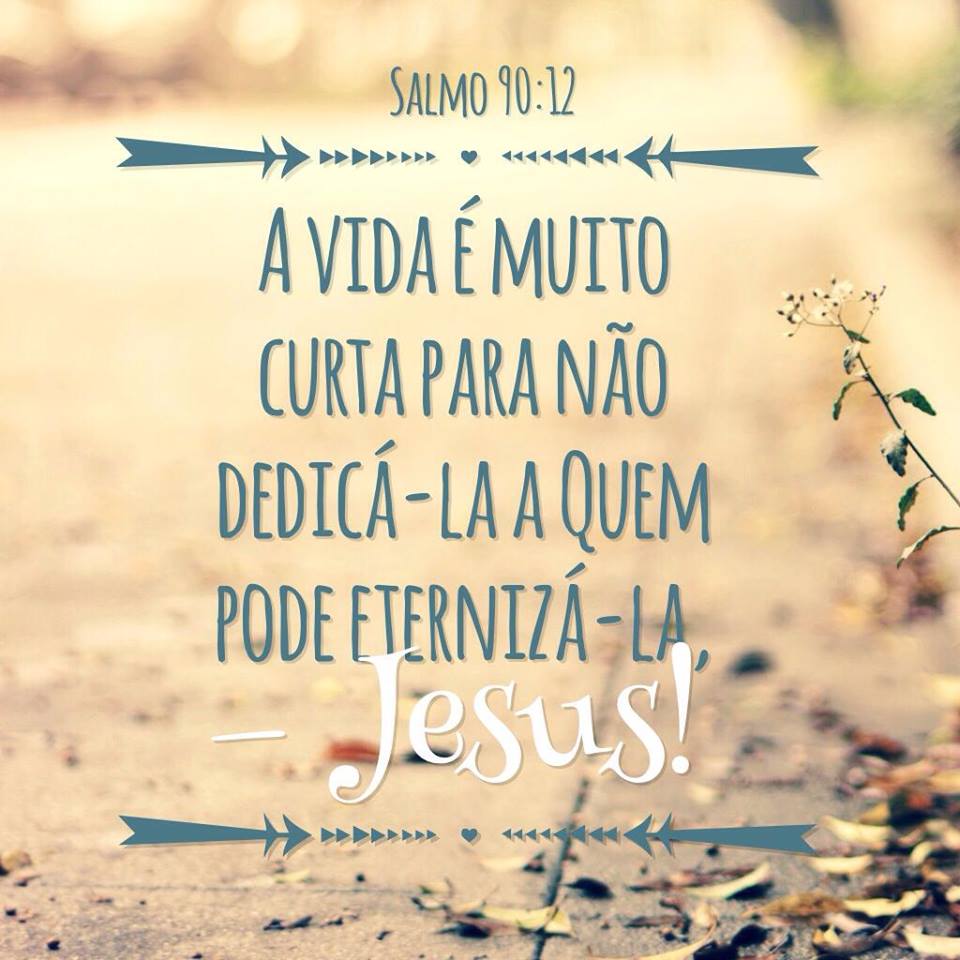 Salmo 90:12
A vida é muito
curta para não
dedicá-la a Quem
pode eternizá-la,
– Jesus!